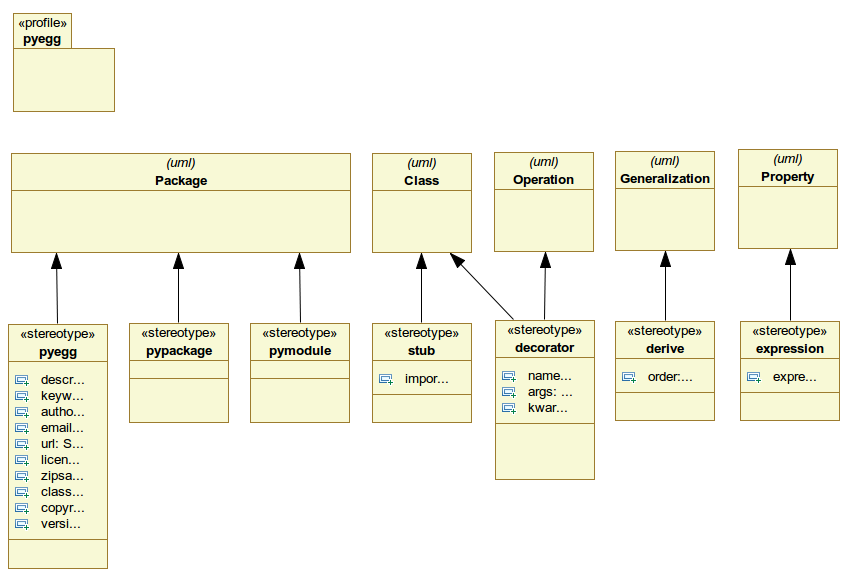 «profile»
pyegg
(uml)
Package
(uml)
Class
(uml)
Operation
(uml)
Generalization
(uml)
Property
«stereotype»
pyegg
descr...
keyw...
autho...
email...
url: S...
licen...
zipsa...
class...
copyr...
versi...
«stereotype»
pypackage
«stereotype»
pymodule
«stereotype»
stub
impor...
«stereotype»
decorator
name...
args: ...
kwar...
«stereotype»
derive
order:...
«stereotype»
expression
expre...